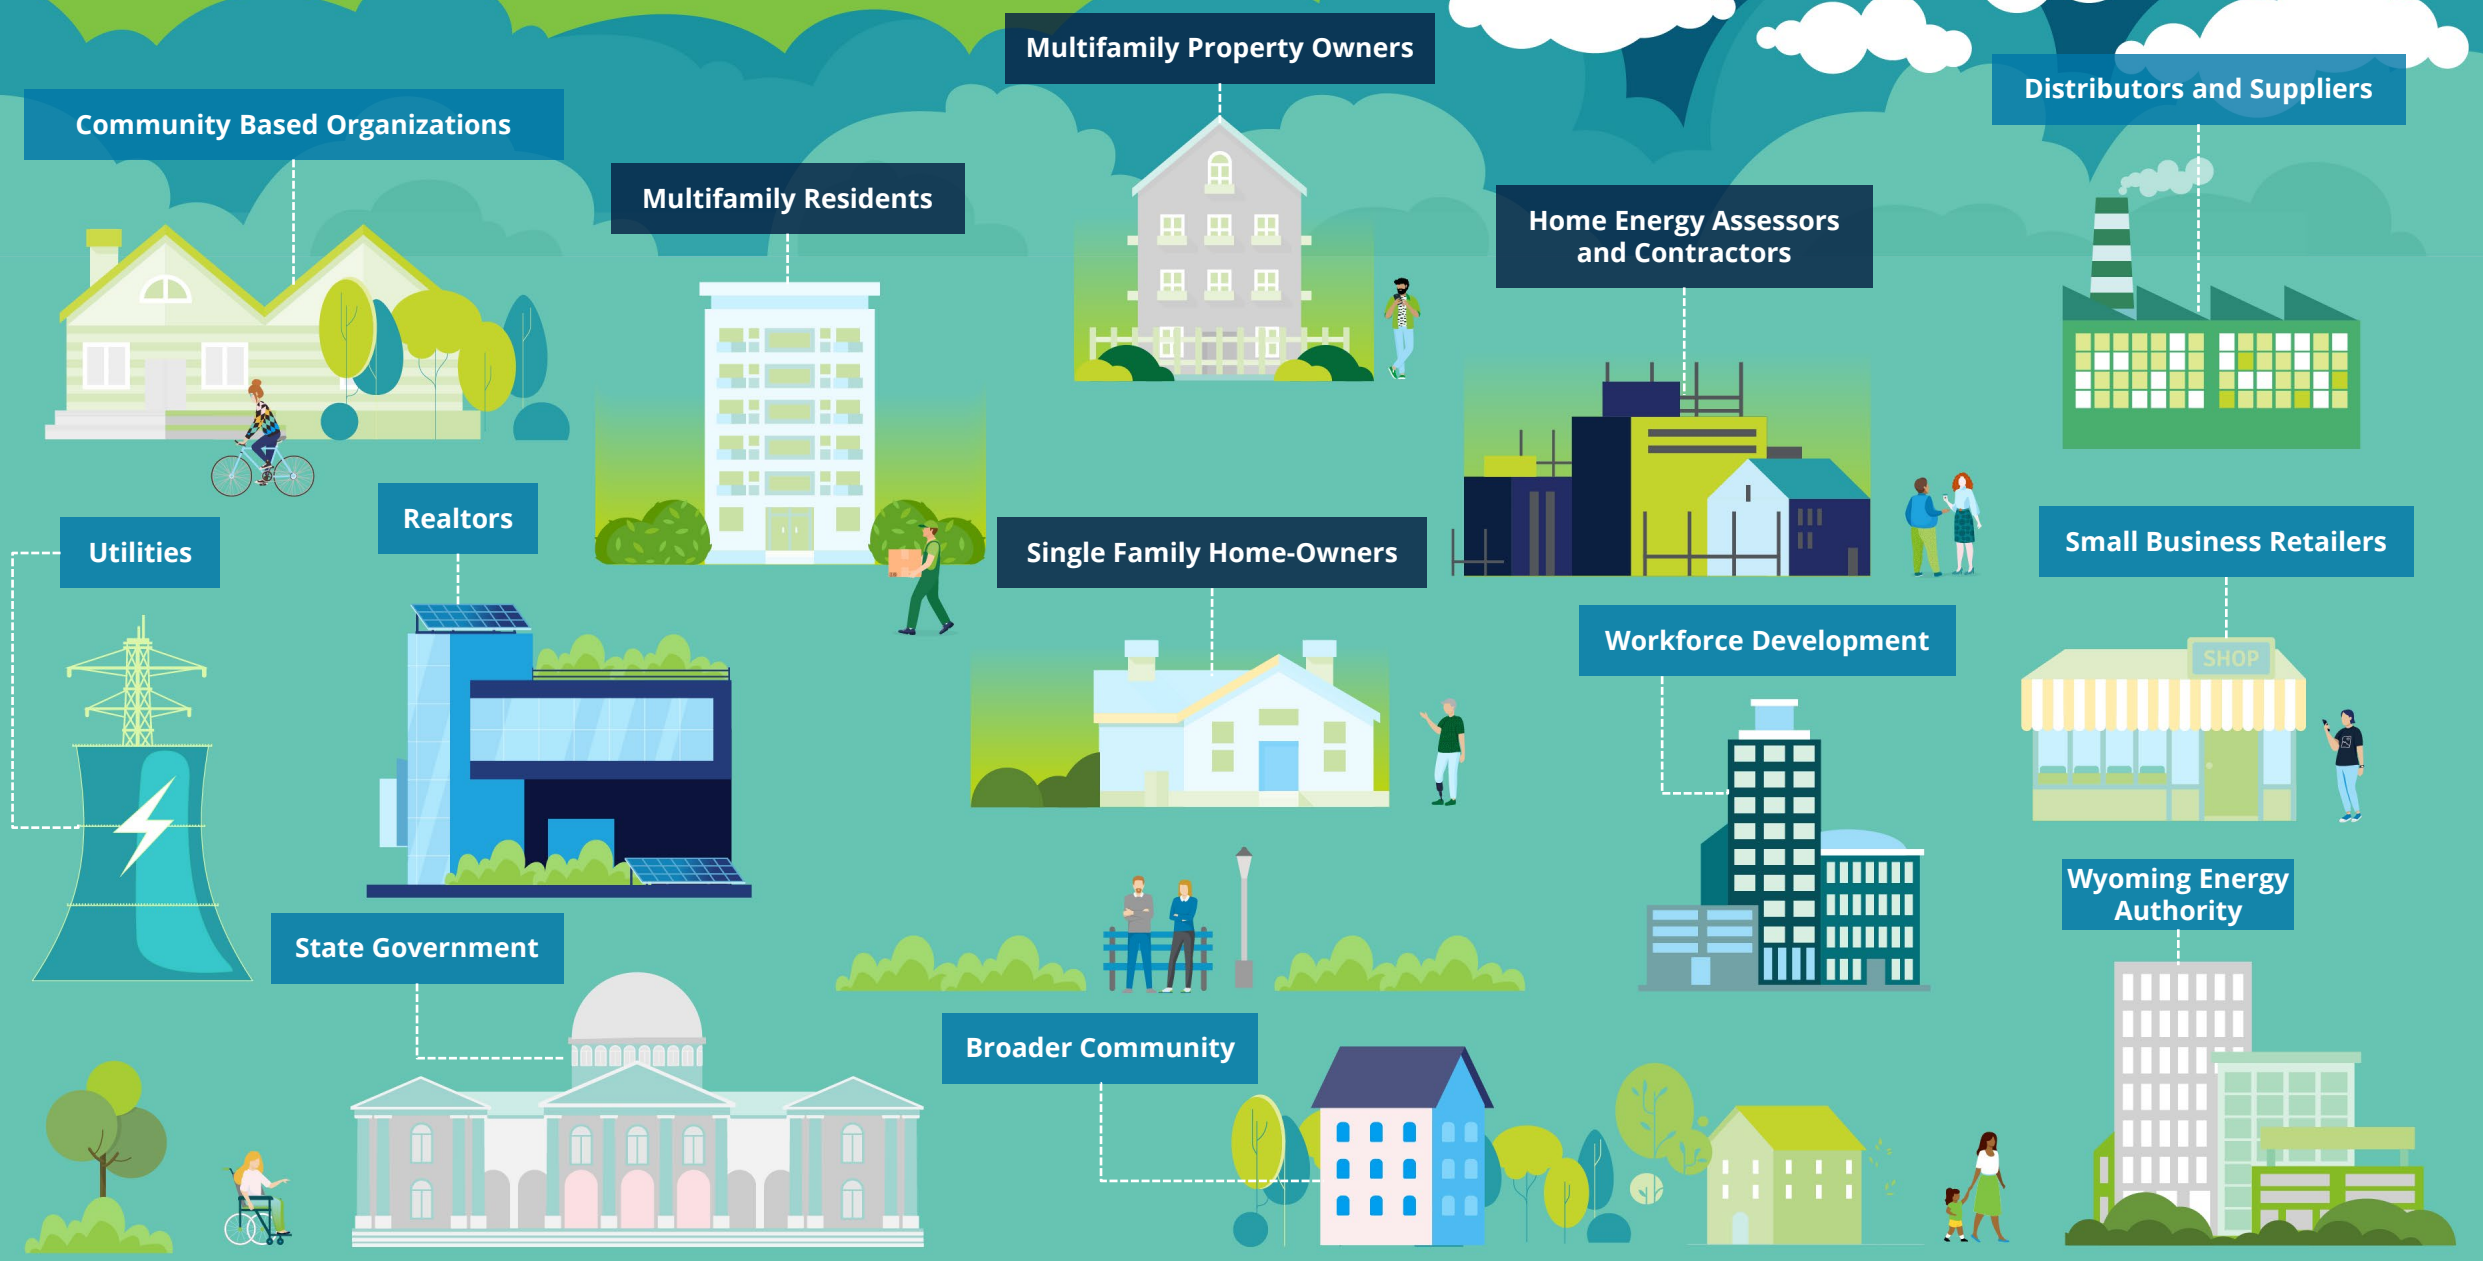 Multifamily Property Owners
Distributors and Suppliers
Community Based Organizations
Multifamily Residents
Home Energy Assessors
and Contractors
Realtors
Utilities
Single Family Home-Owners
Small Business Retailers
Workforce Development
SHOP
Wyoming Energy
Authority
State Government
Broader Community